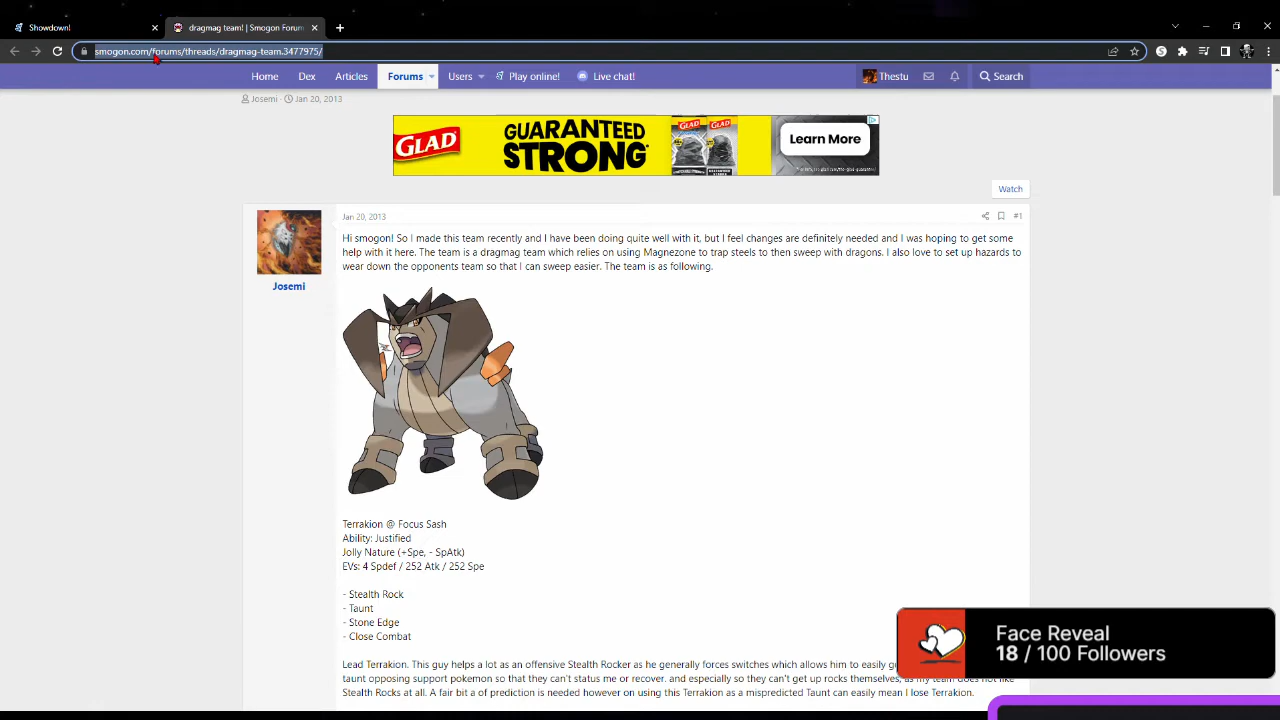 Showdown!
dragmag team! | Smogon Forum
smogon.com/forums/threads/dragmag-team.3477975/
Home
Dex
Articles
Forums
Users
Play online!
Live chat!
Thestu
Search
Josemi
Jan 20, 2013
GLAD
GUARANTEED
STRONG
GLAD
GLAD
Learn More
Watch
Jan 20, 2013
#1
Josemi
Hi smogon! So I made this team recently and I have been doing quite well with it, but I feel changes are definitely needed and I was hoping to get some
help with it here. The team is a dragmag team which relies on using Magnezone to trap steels to then sweep with dragons. I also love to set up hazards to
wear down the opponents team so that I can sweep easier. The team is as following.
Terrakion @ Focus Sash
Ability: Justified
Jolly Nature (+Spe, - SpAtk)
EVs: 4 Spdef / 252 Atk / 252 Spe
- Stealth Rock
- Taunt
- Stone Edge
- Close Combat
Lead Terrakion. This guy helps a lot as an offensive Stealth Rocker as he generally forces switches which allows him to easily
taunt opposing support pokemon so that they can't status me or recover. and especially so they can't get up rocks themselves, as my team does not like
Stealth Rocks at all. A fair bit a of prediction is needed however on using this Terrakion as a mispredicted Taunt can easily mean I lose Terrakion.
Face Reveal
18 / 100 Followers